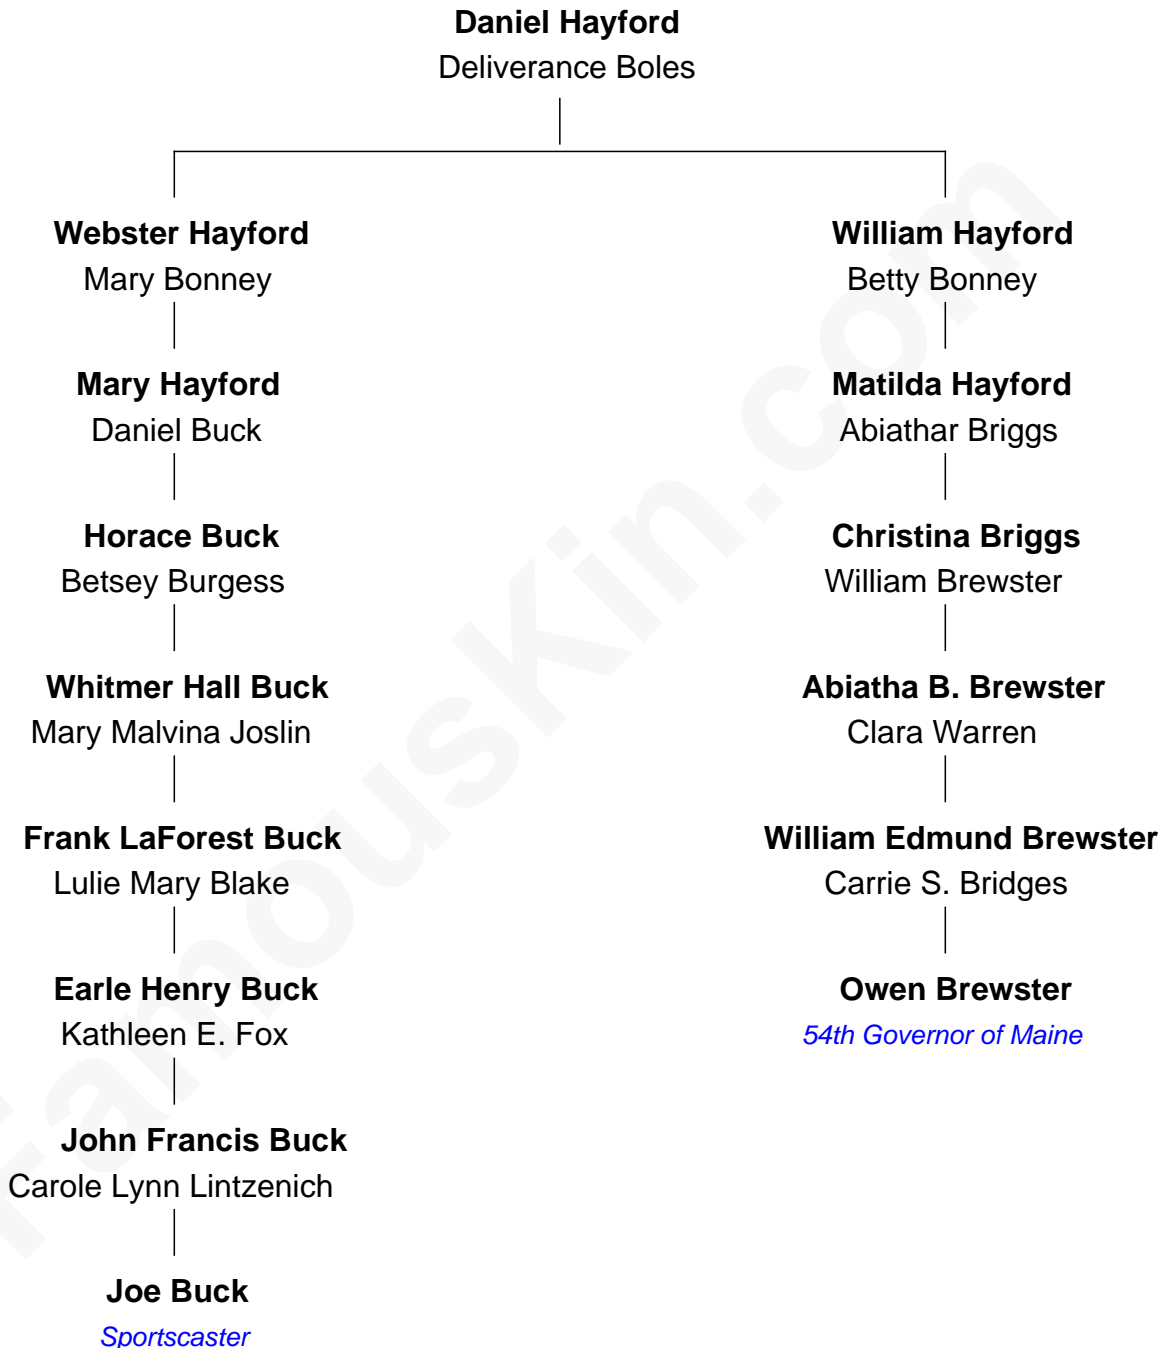 Daniel Hayford
Deliverance Boles
Webster Hayford
Mary Bonney
William Hayford
Betty Bonney
Mary Hayford
Daniel Buck
Matilda Hayford
Abiathar Briggs
Horace Buck
Betsey Burgess
Christina Briggs
William Brewster
Whitmer Hall Buck
Mary Malvina Joslin
Abiatha B. Brewster
Clara Warren
Frank LaForest Buck
Lulie Mary Blake
William Edmund Brewster
Carrie S. Bridges
Earle Henry Buck
Kathleen E. Fox
Owen Brewster
54th Governor of Maine
John Francis Buck
Carole Lynn Lintzenich
Joe Buck
Sportscaster
FamousKin.com